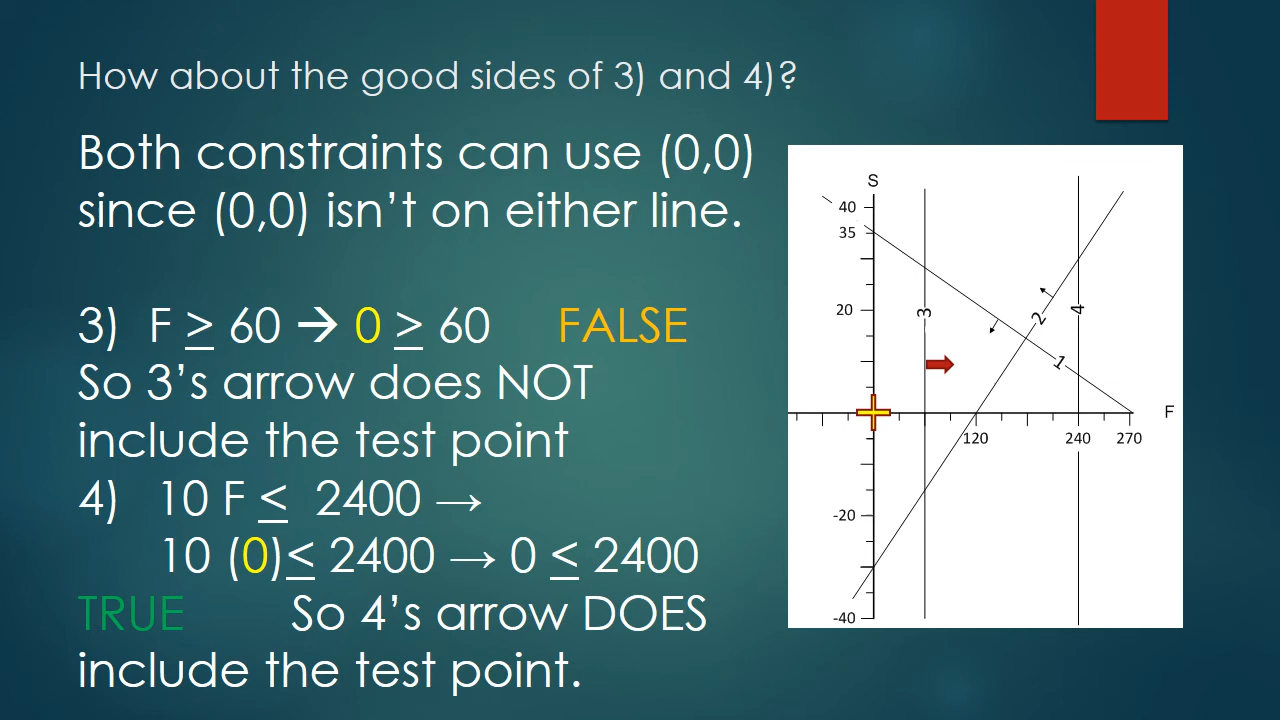 How about the good sides of 3) and 4)?
Both constraints can use (0,0)
since (0,0) isn’t on either line.
3) F ≥ 60 → 0 ≥ 60 FALSE
So 3’s arrow does NOT
include the test point
4) 10 F ≤ 2400 →
10 (0)≤ 2400 → 0 ≤ 2400
TRUE So 4’s arrow DOES
include the test point.
S
40
35
20
3
2
4
1
F
120
240
270
-20
-40